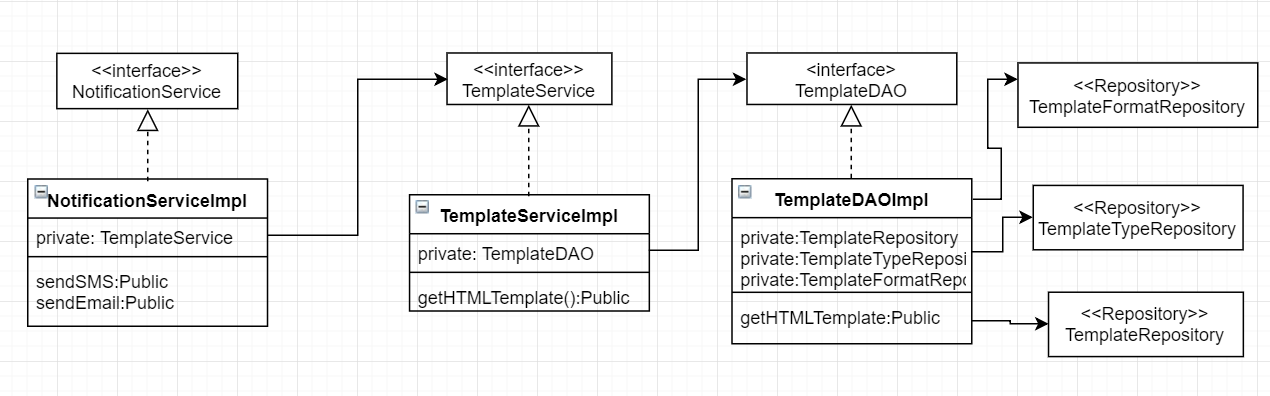 <<interface>>
NotificationService
NotificationServiceImpl
private: TemplateService
sendSMS:Public
sendEmail:Public
<<interface>>
TemplateService
TemplateServiceImpl
private: TemplateDAO
getHTMLTemplate():Public
<interface>
TemplateDAO
TemplateDAOImpl
private:TemplateRepository
private:TemplateTypeReposi
private:TemplateFormatRepo
getHTMLTemplate:Public
<<Repository>>
TemplateFormatRepository
<<Repository>>
TemplateTypeRepository
<<Repository>>
TemplateRepository